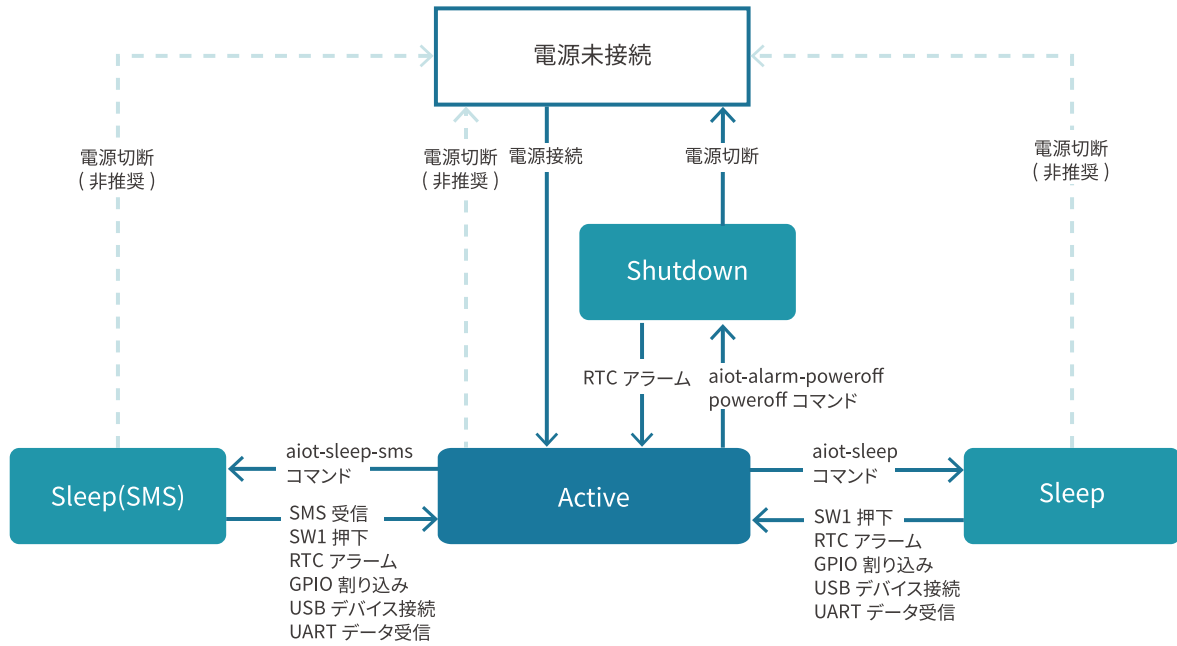 電源未接続
電源切断
( 非推奨 )
電源切断
( 非推奨 )
電源接続
電源切断
電源切断
( 非推奨 )
Shutdown
RTC アラーム
aiot-alarm-poweroff
poweroff コマンド
Sleep(SMS)
aiot-sleep-sms
コマンド
SMS 受信
SW1 押下
RTC アラーム
GPIO 割り込み
USB デバイス接続
UART データ受信
Active
aiot-sleep
コマンド
SW1 押下
RTC アラーム
GPIO 割り込み
USB デバイス接続
UART データ受信
Sleep